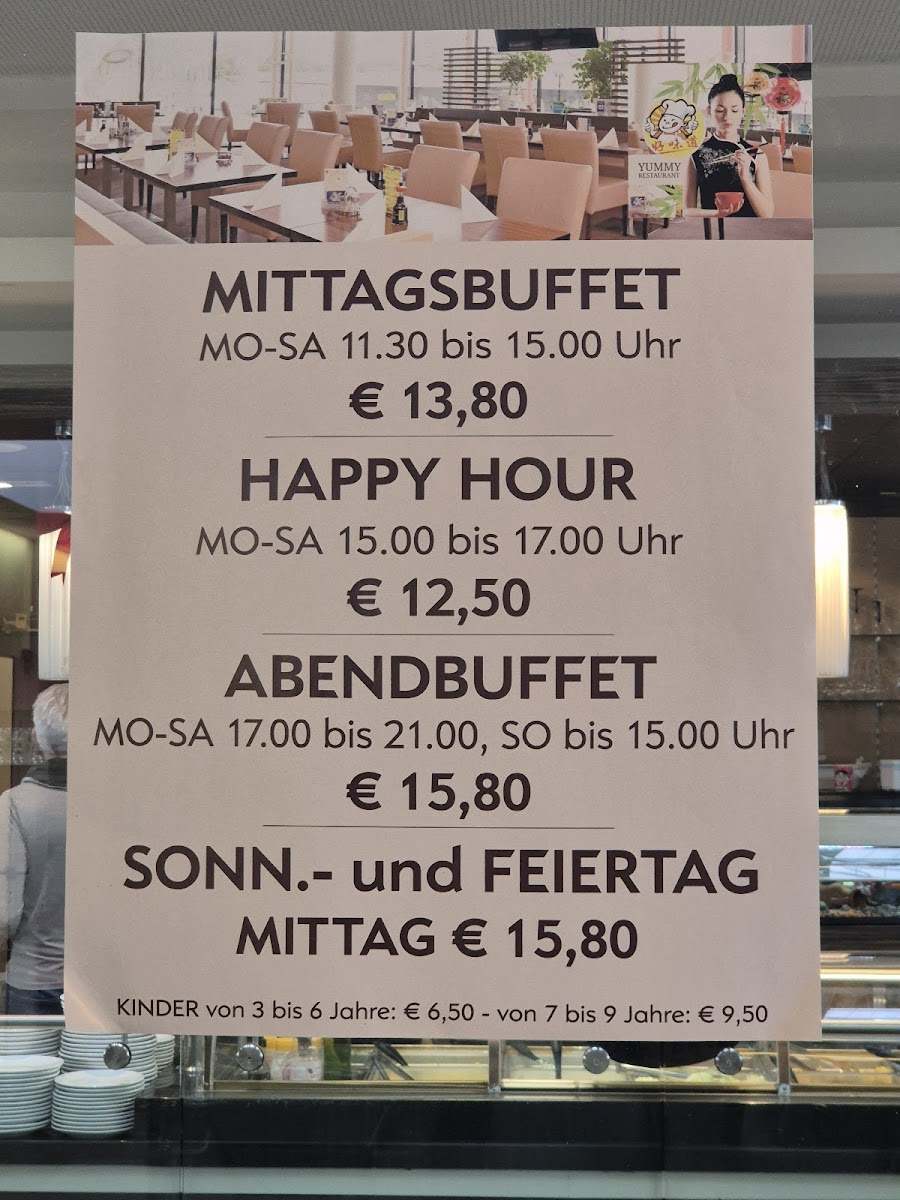 好味道
YUMMY
RESTAURANT
MITTAGSBUFFET
MO-SA 11.30 bis 15.00 Uhr
€ 13,80
HAPPY HOUR
MO-SA 15.00 bis 17.00 Uhr
€ 12,50
ABENDBUFFET
MO-SA 17.00 bis 21.00, SO bis 15.00 Uhr
€ 15,80
SONN.- und FEIERTAG
MITTAG € 15,80
KINDER von 3 bis 6 Jahre: € 6,50 - von 7 bis 9 Jahre: € 9,50